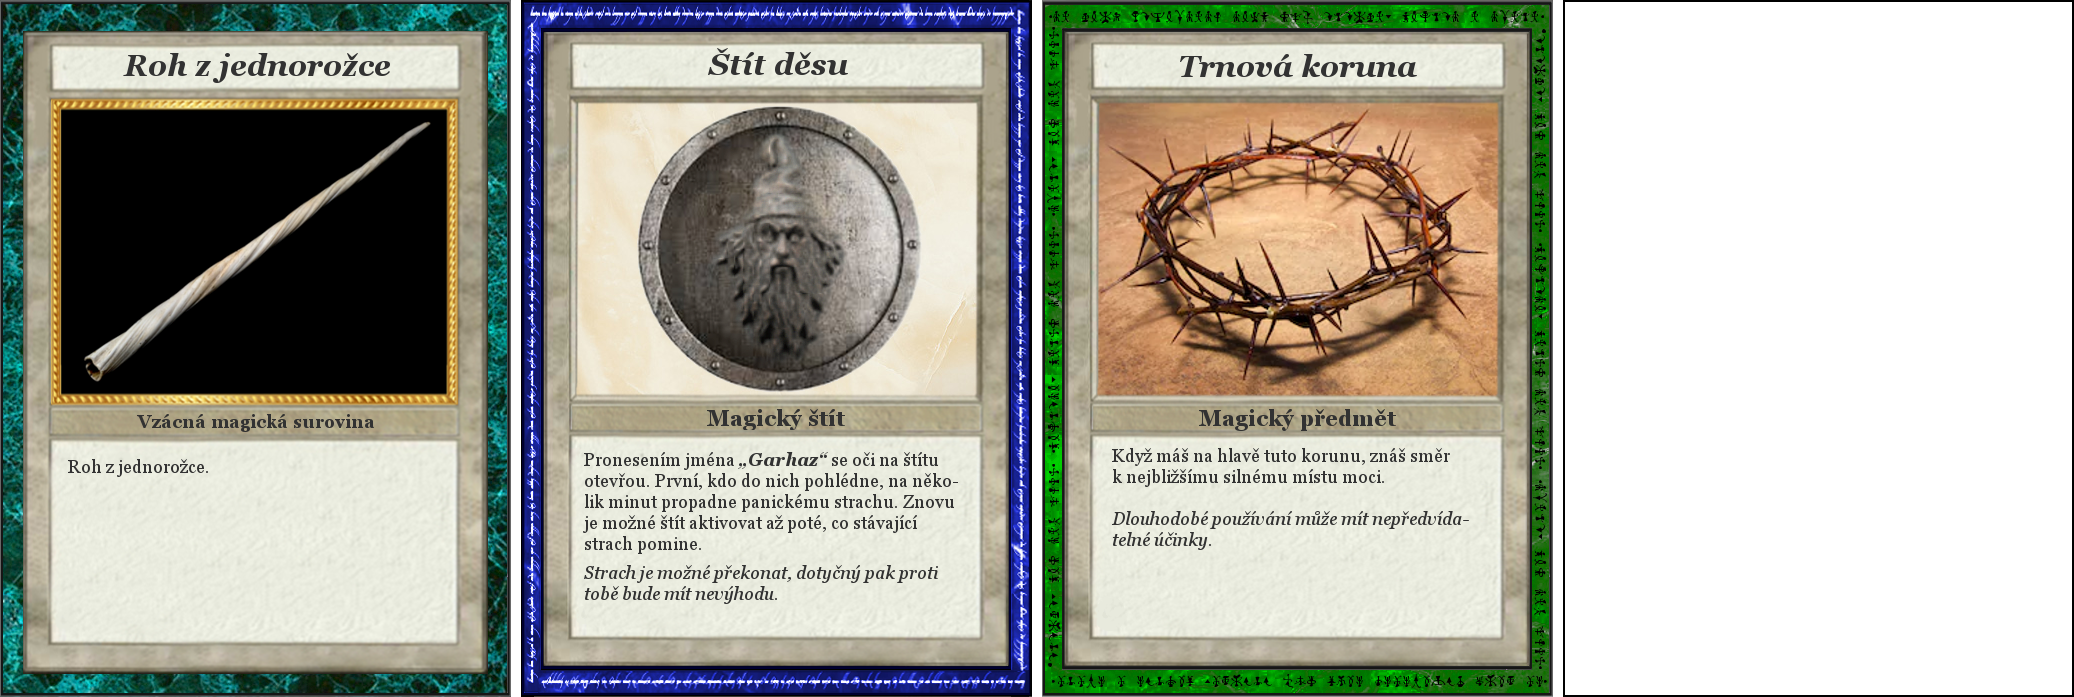 Roh z jednorožce
Vzácná magická surovina
Roh z jednorožce.
Štít děsu
Magický štít
Pronesením jména „Garhaz“ se oči na štítu
otevřou. První, kdo do nich pohlédne, na něko-
lik minut propadne panickému strachu. Znovu
je možné štít aktivovat až poté, co stávající
strach pomine.
Strach je možné překonat, dotyčný pak proti
tobě bude mít nevýhodu.
Trnová koruna
Magický předmět
Když máš na hlavě tuto korunu, znáš směr
k nejbližšímu silnému místu moci.
Dlouhodobé používání může mít nepředvída-
telné účinky.